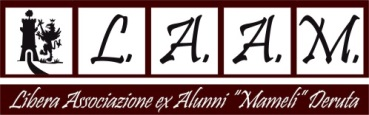 L. A. A. M.
Libera Associazione ex Alunni "Mameli" Deruta